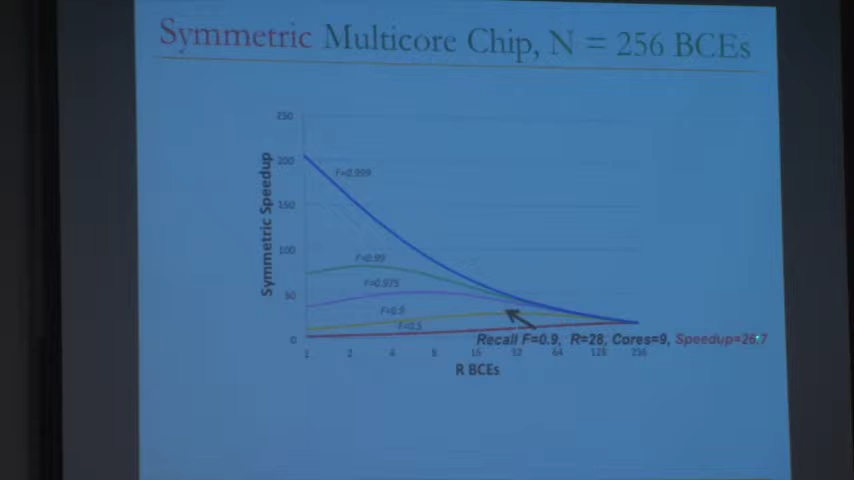 Symmetric Multicore Chip, N = 256 BCEs
250
200
150
100
50
0
Symmetric Speedup
F=0.999
F=0.99
F=0.975
F=0.9
F=0.5
Recall F=0.9, R=28, Cores=9, Speedup=26.7
1 2 4 8 16 32 64 128 256
R BCEs